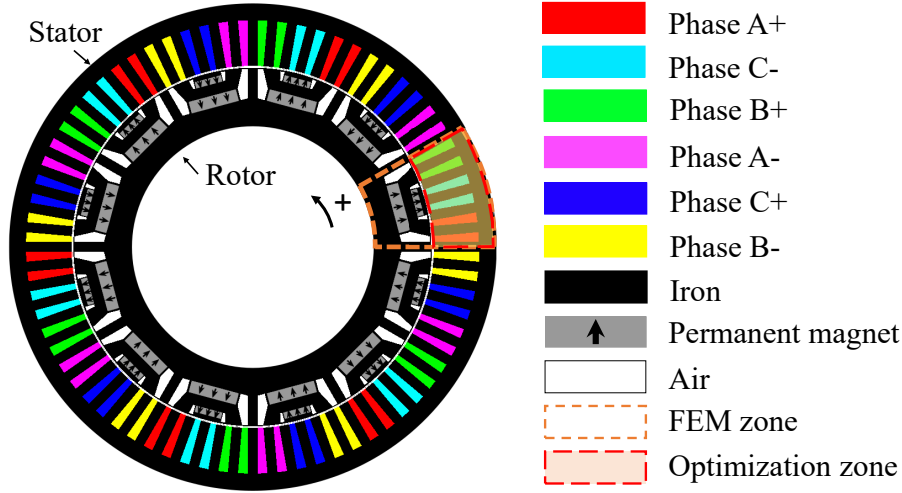 Stator
Rotor
+
Phase A+
Phase C-
Phase B+
Phase A-
Phase C+
Phase B-
Iron
Permanent magnet
Air
FEM zone
Optimization zone